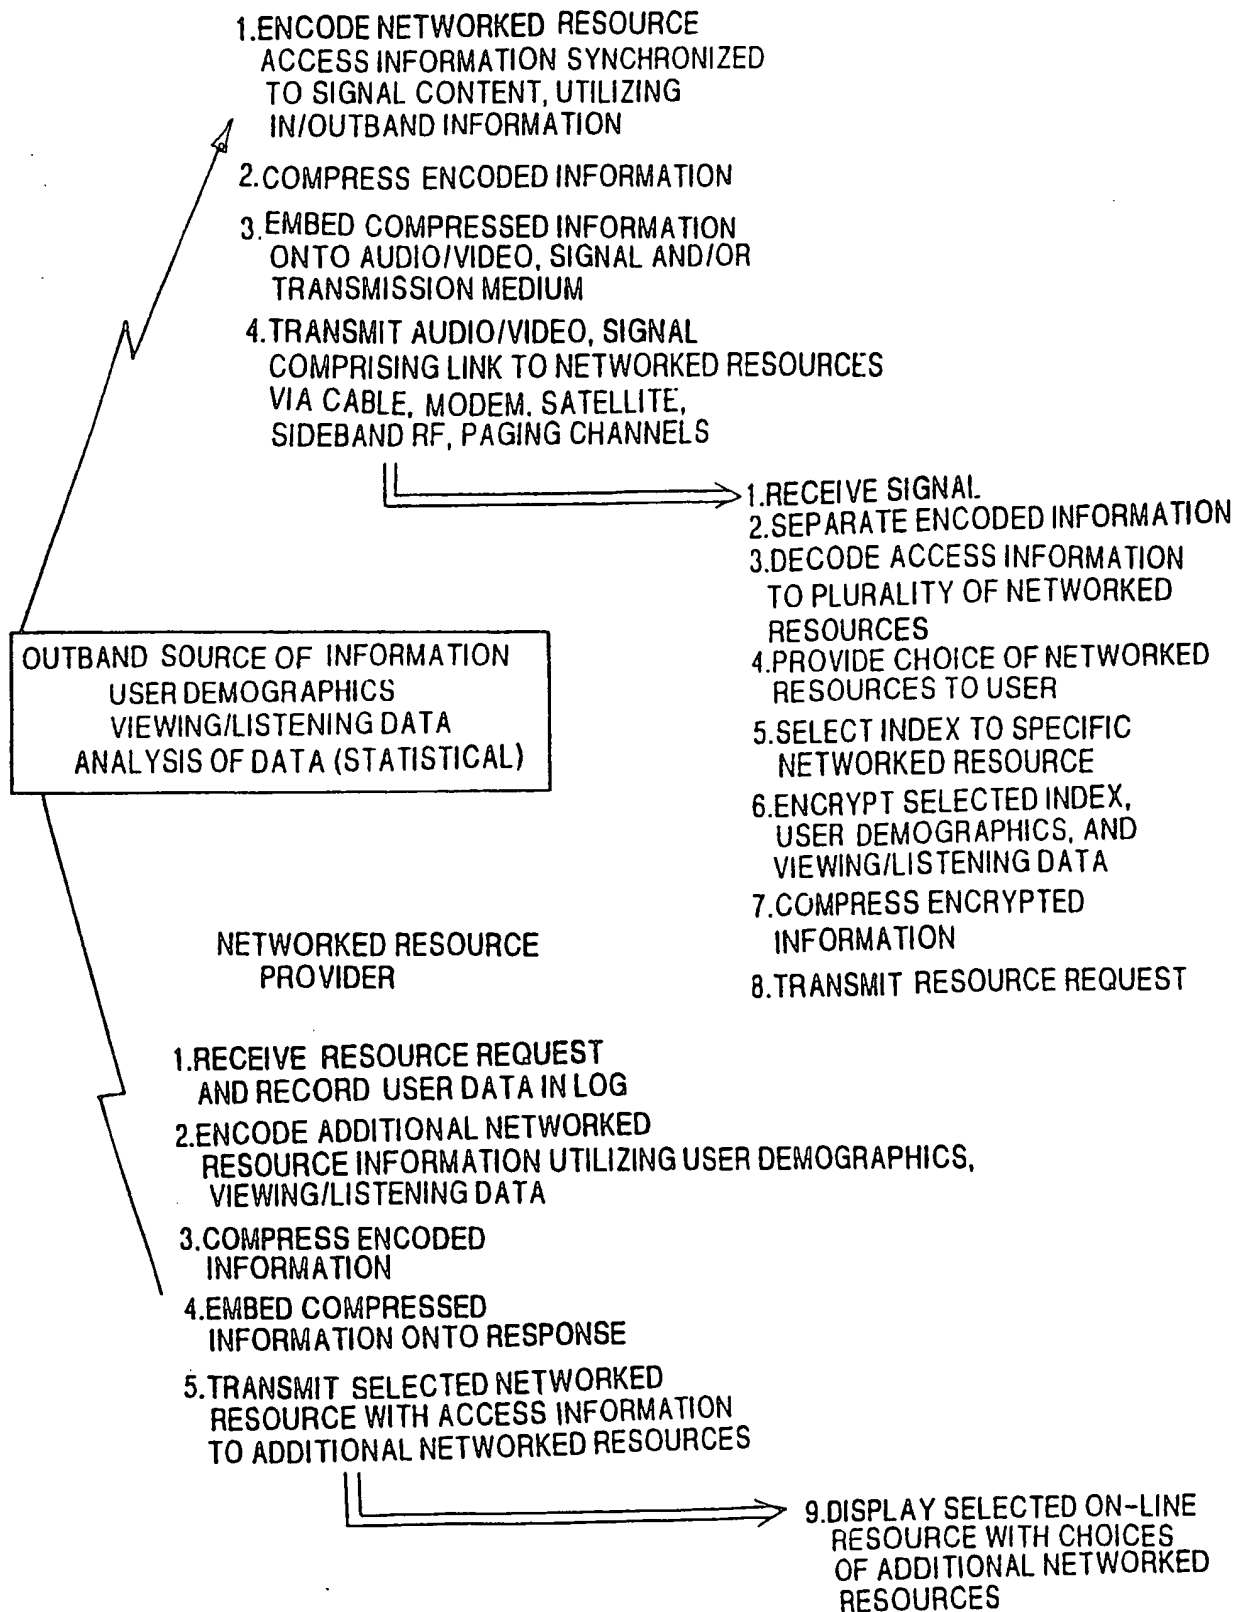 1.ENCODE NETWORKED RESOURCE
ACCESS INFORMATION SYNCHRONIZED
TO SIGNAL CONTENT, UTILIZING
IN/OUTBAND INFORMATION
2.COMPRESS ENCODED INFORMATION
3.EMBED COMPRESSED INFORMATION
ONTO AUDIO/VIDEO, SIGNAL AND/OR
TRANSMISSION MEDIUM
4.TRANSMIT AUDIO/VIDEO, SIGNAL
COMPRISING LINK TO NETWORKED RESOURCES
VIA CABLE, MODEM. SATELLITE,
SIDEBAND RF, PAGING CHANNELS
1.RECEIVE SIGNAL
2.SEPARATE ENCODED INFORMATION
3.DECODE ACCESS INFORMATION
TO PLURALITY OF NETWORKED
RESOURCES
4.PROVIDE CHOICE OF NETWORKED
RESOURCES TO USER
5.SELECT INDEX TO SPECIFIC
NETWORKED RESOURCE
6.ENCRYPT SELECTED INDEX,
USER DEMOGRAPHICS, AND
VIEWING/LISTENING DATA
7.COMPRESS ENCRYPTED
INFORMATION
8.TRANSMIT RESOURCE REQUEST
OUTBAND SOURCE OF INFORMATION
USER DEMOGRAPHICS
VIEWING/LISTENING DATA
ANALYSIS OF DATA (STATISTICAL)
NETWORKED RESOURCE
PROVIDER
1.RECEIVE RESOURCE REQUEST
AND RECORD USER DATA IN LOG
2.ENCODE ADDITIONAL NETWORKED
RESOURCE INFORMATION UTILIZING USER DEMOGRAPHICS,
VIEWING/LISTENING DATA
3.COMPRESS ENCODED
INFORMATION
4.EMBED COMPRESSED
INFORMATION ONTO RESPONSE
5.TRANSMIT SELECTED NETWORKED
RESOURCE WITH ACCESS INFORMATION
TO ADDITIONAL NETWORKED RESOURCES
9.DISPLAY SELECTED ON-LINE
RESOURCE WITH CHOICES
OF ADDITIONAL NETWORKED
RESOURCES